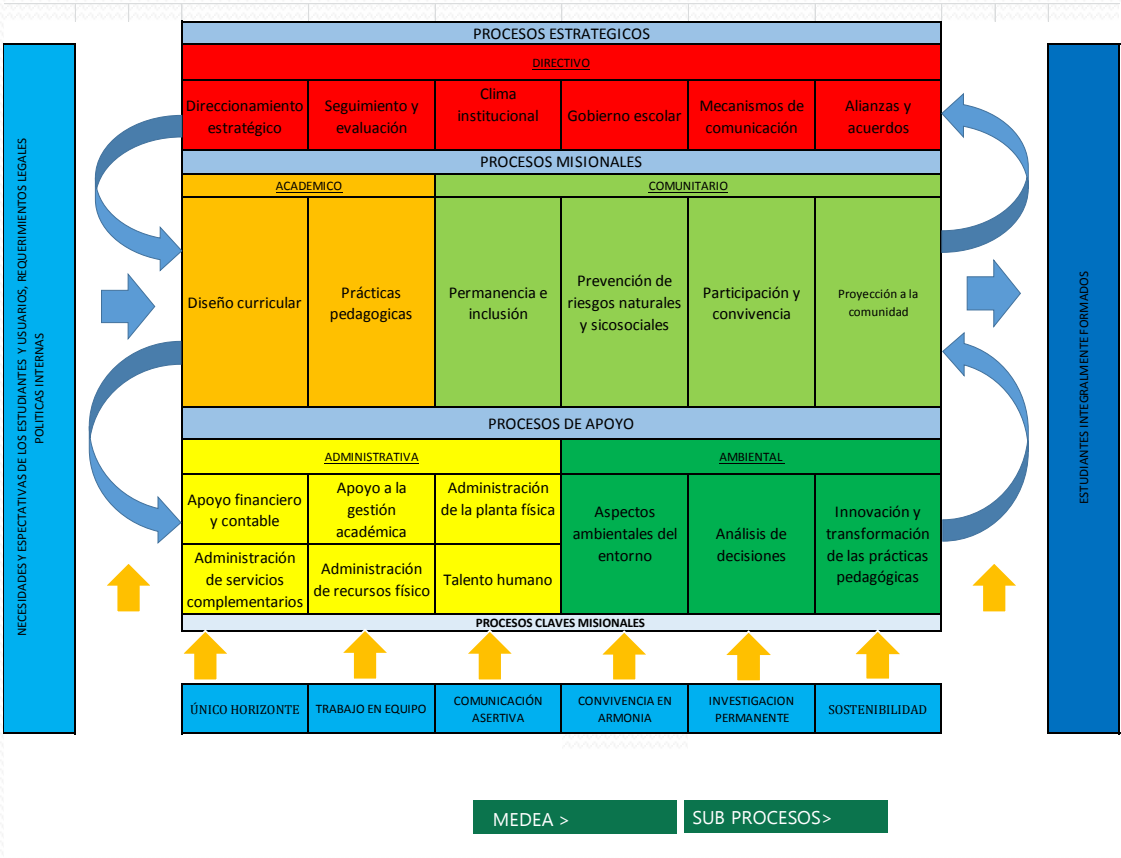 PROCESOS ESTRATEGICOS
DIRECTIVO
Direccionamiento
estratégico
Seguimiento y
evaluación
Clima
institucional
Gobierno escolar
Mecanismos de
comunicación
Alianzas y
acuerdos
NECESIDADES Y ESPECTATIVAS DE LOS ESTUDIANTES Y USUARIOS, REQUERIMIENTOS LEGALES
POLITICAS INTERNAS
PROCESOS MISIONALES
ACADEMICO
COMUNITARIO
Diseño curricular
Prácticas
pedagogicas
Permanencia e
inclusión
Prevención de
riesgos naturales
y sicosociales
Participación y
convivencia
Proyección a la
comunidad
ESTUDIANTES INTEGRALMENTE FORMADOS
PROCESOS DE APOYO
ADMINISTRATIVA
AMBIENTAL
Apoyo financiero
y contable
Apoyo a la
gestión
académica
Administración
de la planta física
Administración
de servicios
complementarios
Administración
de recursos físico
Talento humano
Aspectos
ambientales del
entorno
Análisis de
decisiones
Innovación y
transformación
de las prácticas
pedagógicas
PROCESOS CLAVES MISIONALES
ÚNICO HORIZONTE
TRABAJO EN EQUIPO
COMUNICACIÓN
ASERTIVA
CONVIVENCIA EN
ARMONIA
INVESTIGACION
PERMANENTE
SOSTENIBILIDAD
MEDEA >
SUB PROCESOS>